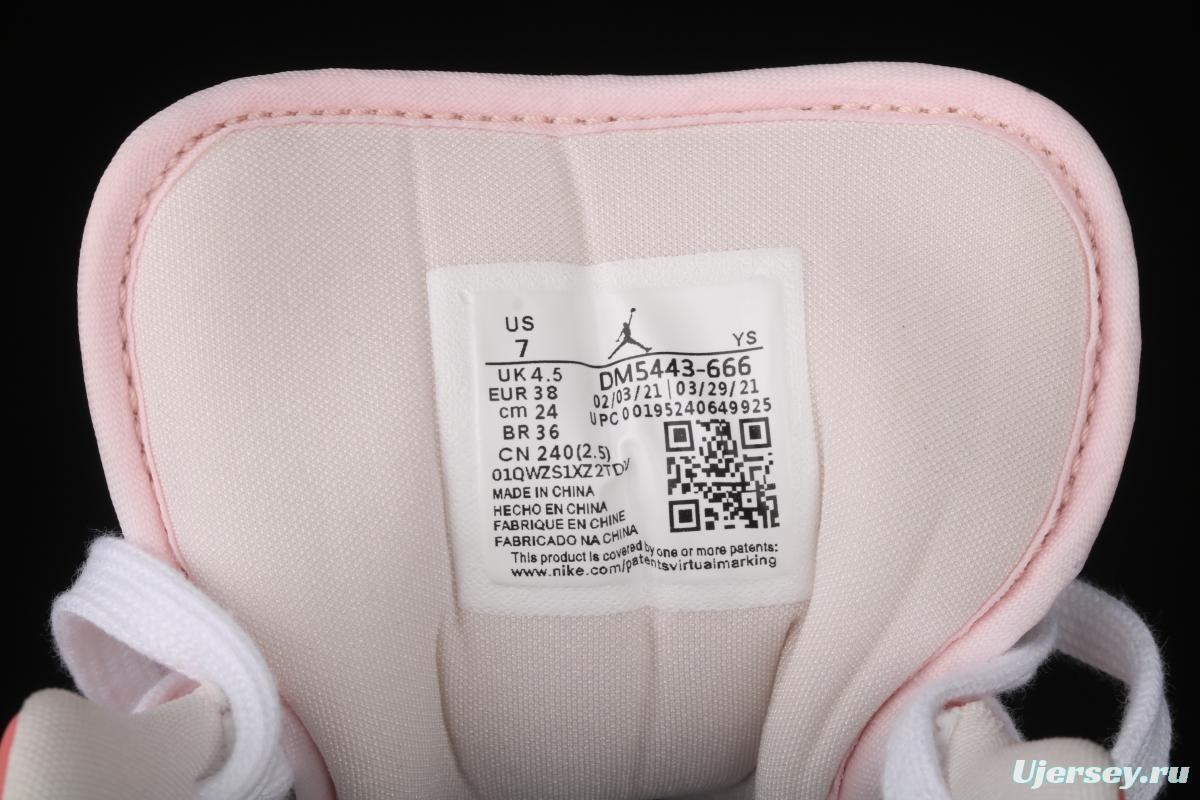 US
7
YS
UK 4.5
EUR 38
cm 24
BR 36
CN 240(2.5)
01QWZS1XZ2TDV
DM5443-666
02/03/21 | 03/29/21
UPC 00195240649925
MADE IN CHINA
HECHO EN CHINA
FABRIQUE EN CHINE
FABRICADO NA CHINA
This product is covered by one or more patents:
www.nike.com/patentsvirtualmarking
Ujersey.ru